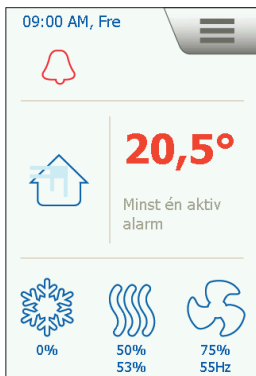 09:00 AM, Fre
20,5°
Minst én aktiv
alarm
0% 50% 75%
53% 55Hz